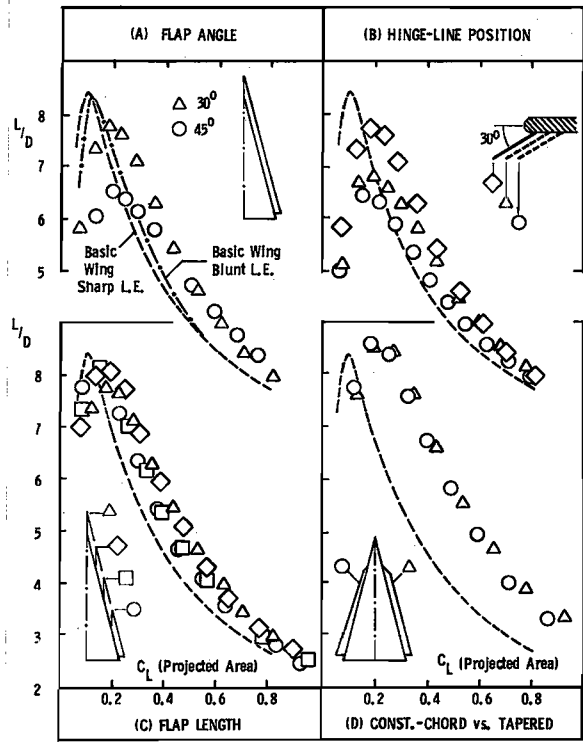 (A) FLAP ANGLE
(B) HINGE-LINE POSITION
L/D
8
7
6
5
30°
45°
Basic
Wing
Sharp L.E.
Basic Wing
Blunt L.E.
30°
L/D
8
7
6
5
4
3
2
0.2 0.4 0.6 0.8
0.2 0.4 0.6 0.8
C_L (Projected Area)
C_L (Projected Area)
(C) FLAP LENGTH
(D) CONST.-CHORD vs. TAPERED